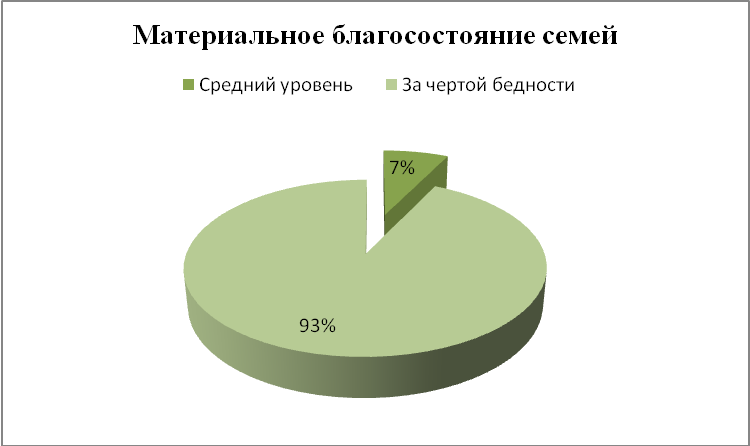 Материальное благосостояние семей
Средний уровень За чертой бедности
7%
93%